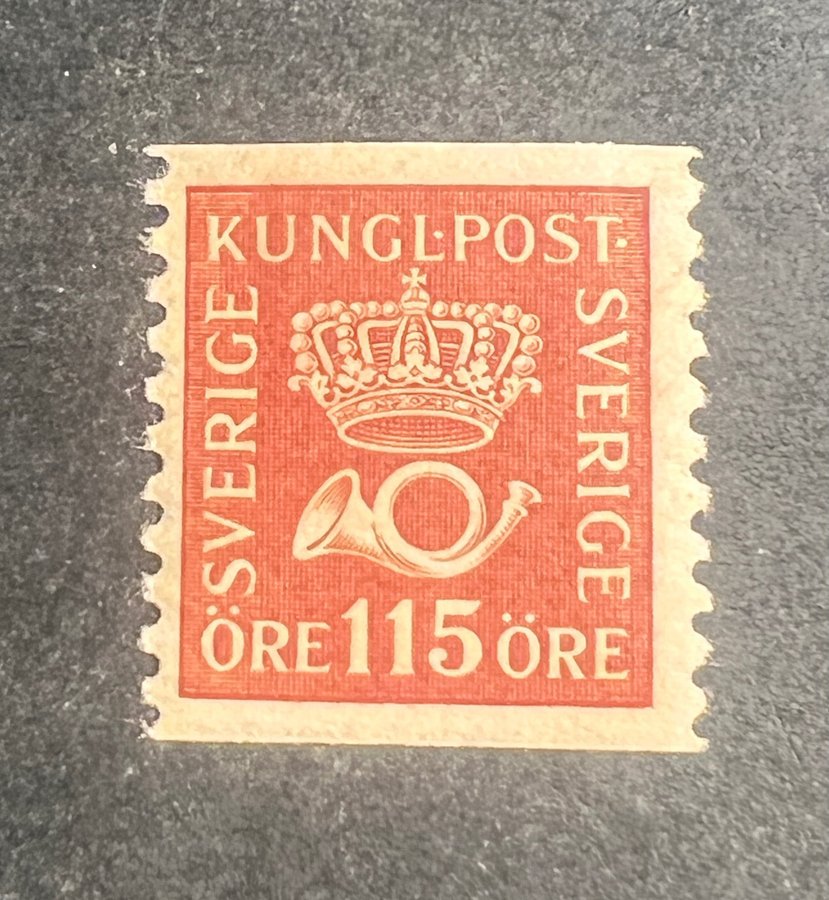 KUNGL·POST·
SVERIGE
SVERIGE
ÖRE 115 ÖRE